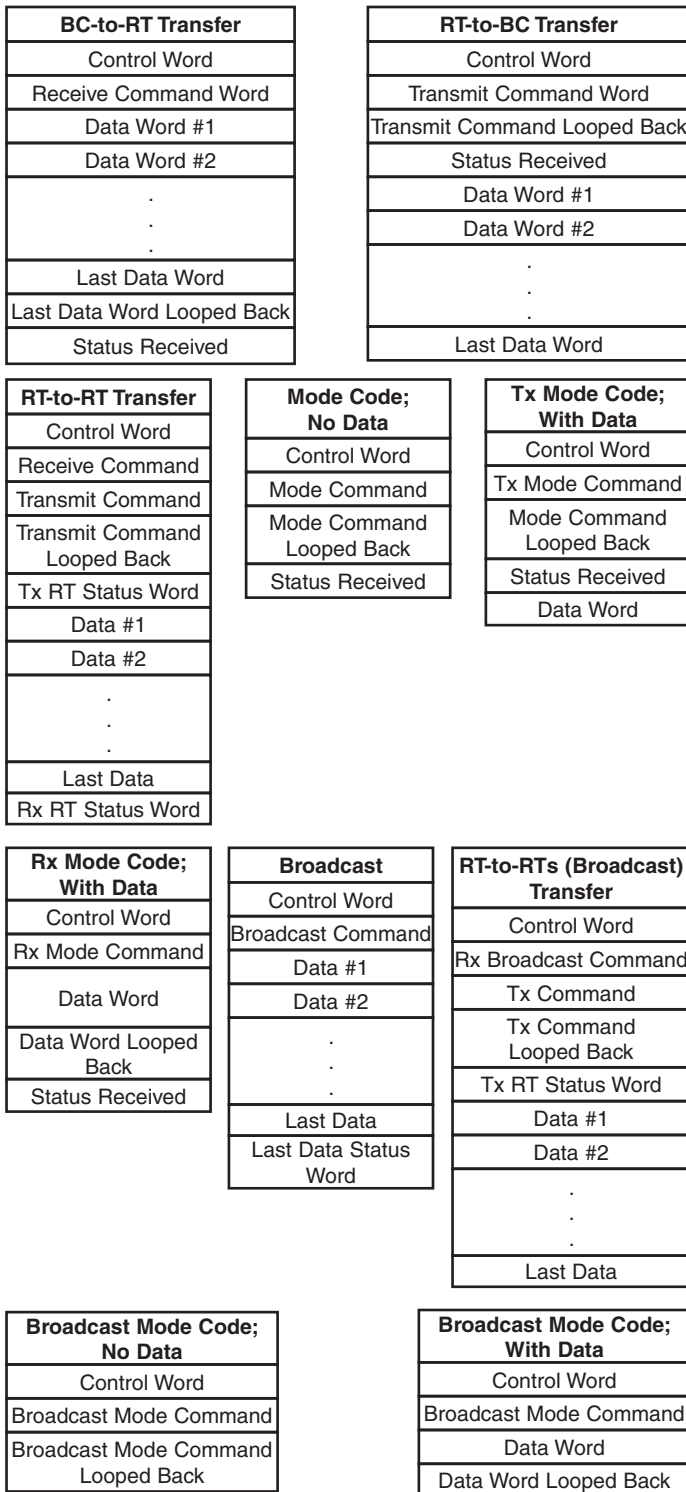 BC-to-RT Transfer
Control Word
Receive Command Word
Data Word #1
Data Word #2
.
.
.
Last Data Word
Last Data Word Looped Back
Status Received
RT-to-BC Transfer
Control Word
Transmit Command Word
Transmit Command Looped Back
Status Received
Data Word #1
Data Word #2
.
.
.
Last Data Word
RT-to-RT Transfer
Control Word
Receive Command
Transmit Command
Transmit Command
Looped Back
Tx RT Status Word
Data #1
Data #2
.
.
.
Last Data
Rx RT Status Word
Mode Code;
No Data
Control Word
Mode Command
Mode Command
Looped Back
Status Received
Tx Mode Code;
With Data
Control Word
Tx Mode Command
Mode Command
Looped Back
Status Received
Data Word
Rx Mode Code;
With Data
Control Word
Rx Mode Command
Data Word
Data Word Looped
Back
Status Received
Broadcast
Control Word
Broadcast Command
Data #1
Data #2
.
.
.
Last Data
Last Data Status
Word
RT-to-RTs (Broadcast)
Transfer
Control Word
Rx Broadcast Command
Tx Command
Tx Command
Looped Back
Tx RT Status Word
Data #1
Data #2
.
.
.
Last Data
Broadcast Mode Code;
No Data
Control Word
Broadcast Mode Command
Broadcast Mode Command
Looped Back
Broadcast Mode Code;
With Data
Control Word
Broadcast Mode Command
Data Word
Data Word Looped Back